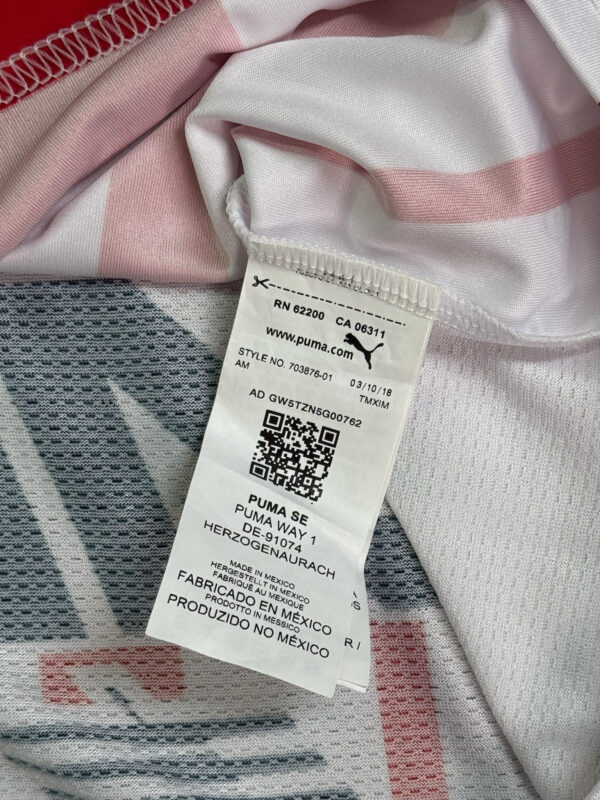 RN 62200 CA 06311
www.puma.com
STYLE NO. 703876-01 03/10/18
AM TMXIM
AD GW5TZN5G00762
PUMA SE
PUMA WAY 1
DE-91074
HERZOGENAURACH
MADE IN MEXICO
HERGESTELLT IN MEXIKO
FABRIQUÉ AU MEXIQUE
FABRICADO EN MÉXICO
PRODOTTO IN MESSICO
PRODUZIDO NO MÉXICO
R /